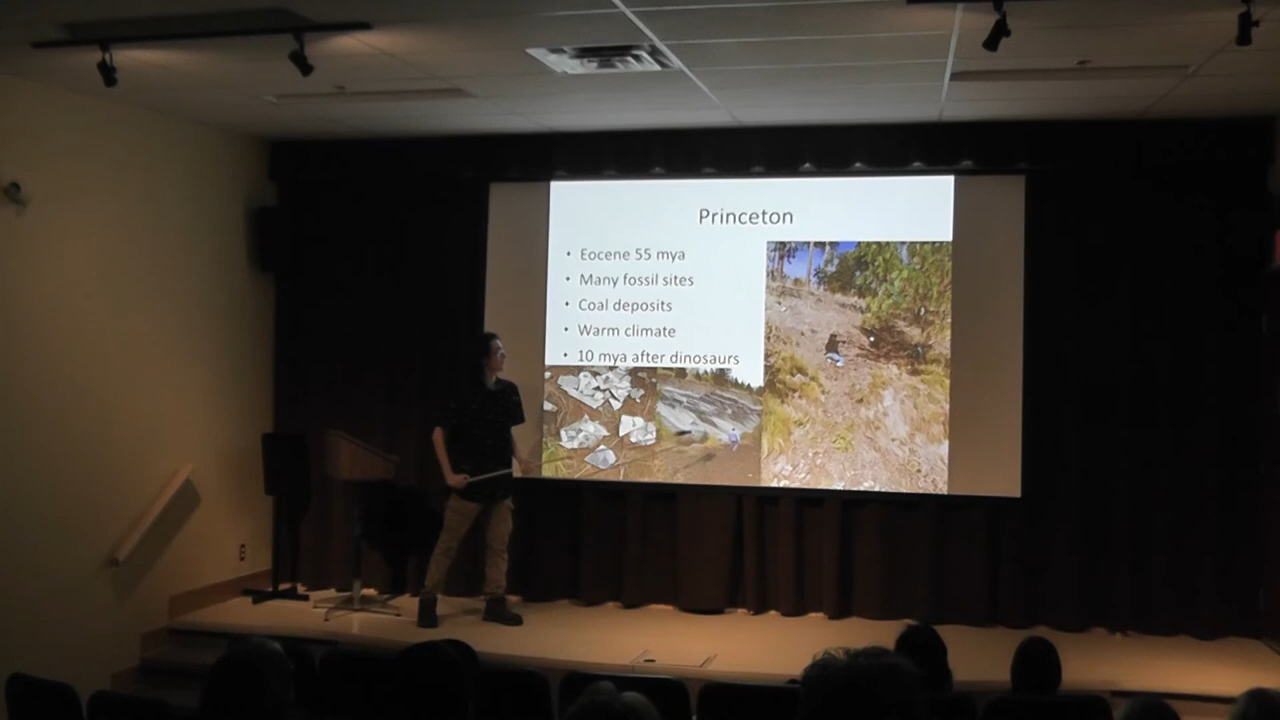 Princeton
• Eocene 55 mya
• Many fossil sites
• Coal deposits
• Warm climate
• 10 mya after dinosaurs